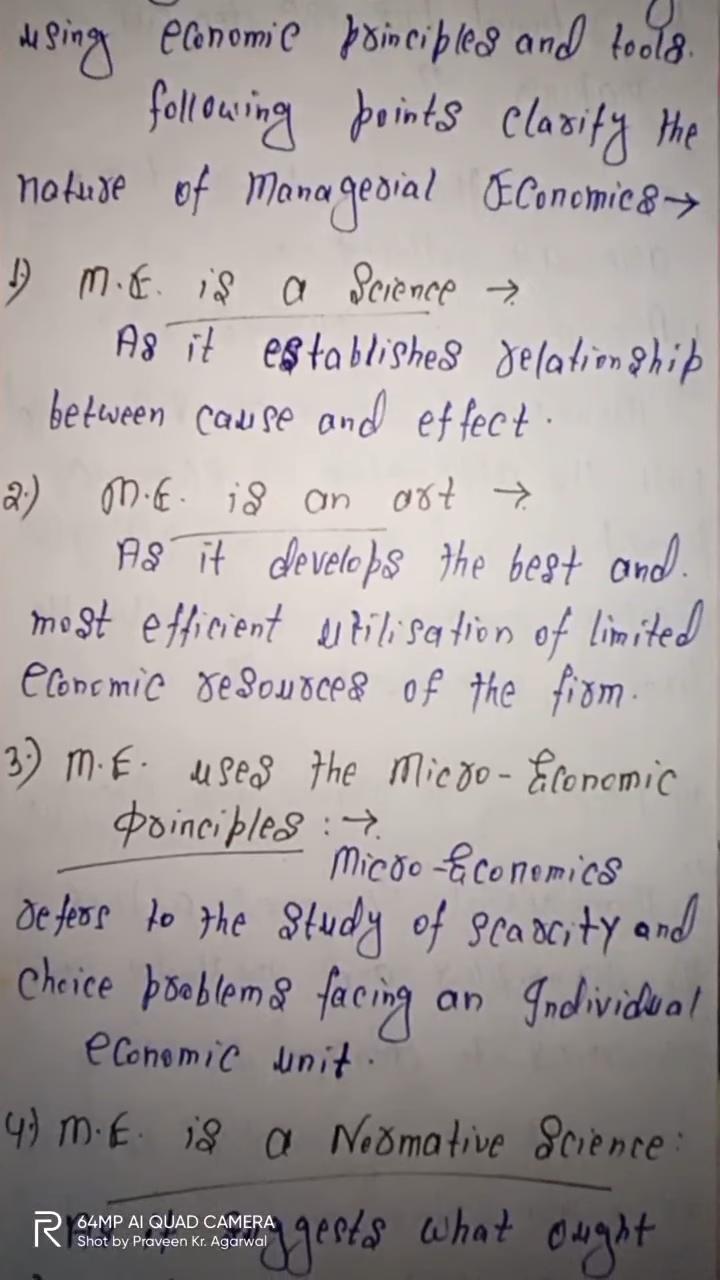 using economic principles and tools.
following points clarify the
nature of Managerial Economics→
1.) M.E. is a Science →
As it establishes relationship
between cause and effect.
2.) M.E. is an art →
As it develops the best and.
most efficient utilisation of limited
economic resources of the firm.
3.) M.E. uses the Micro-Economic
Principles :→
Micro-Economics
refers to the study of scarcity and
choice problems facing an Individual
economic unit.
4.) M.E. is a Normative Science:
suggests what ought
64MP AI QUAD CAMERA
Shot by Praveen Kr. Agarwal